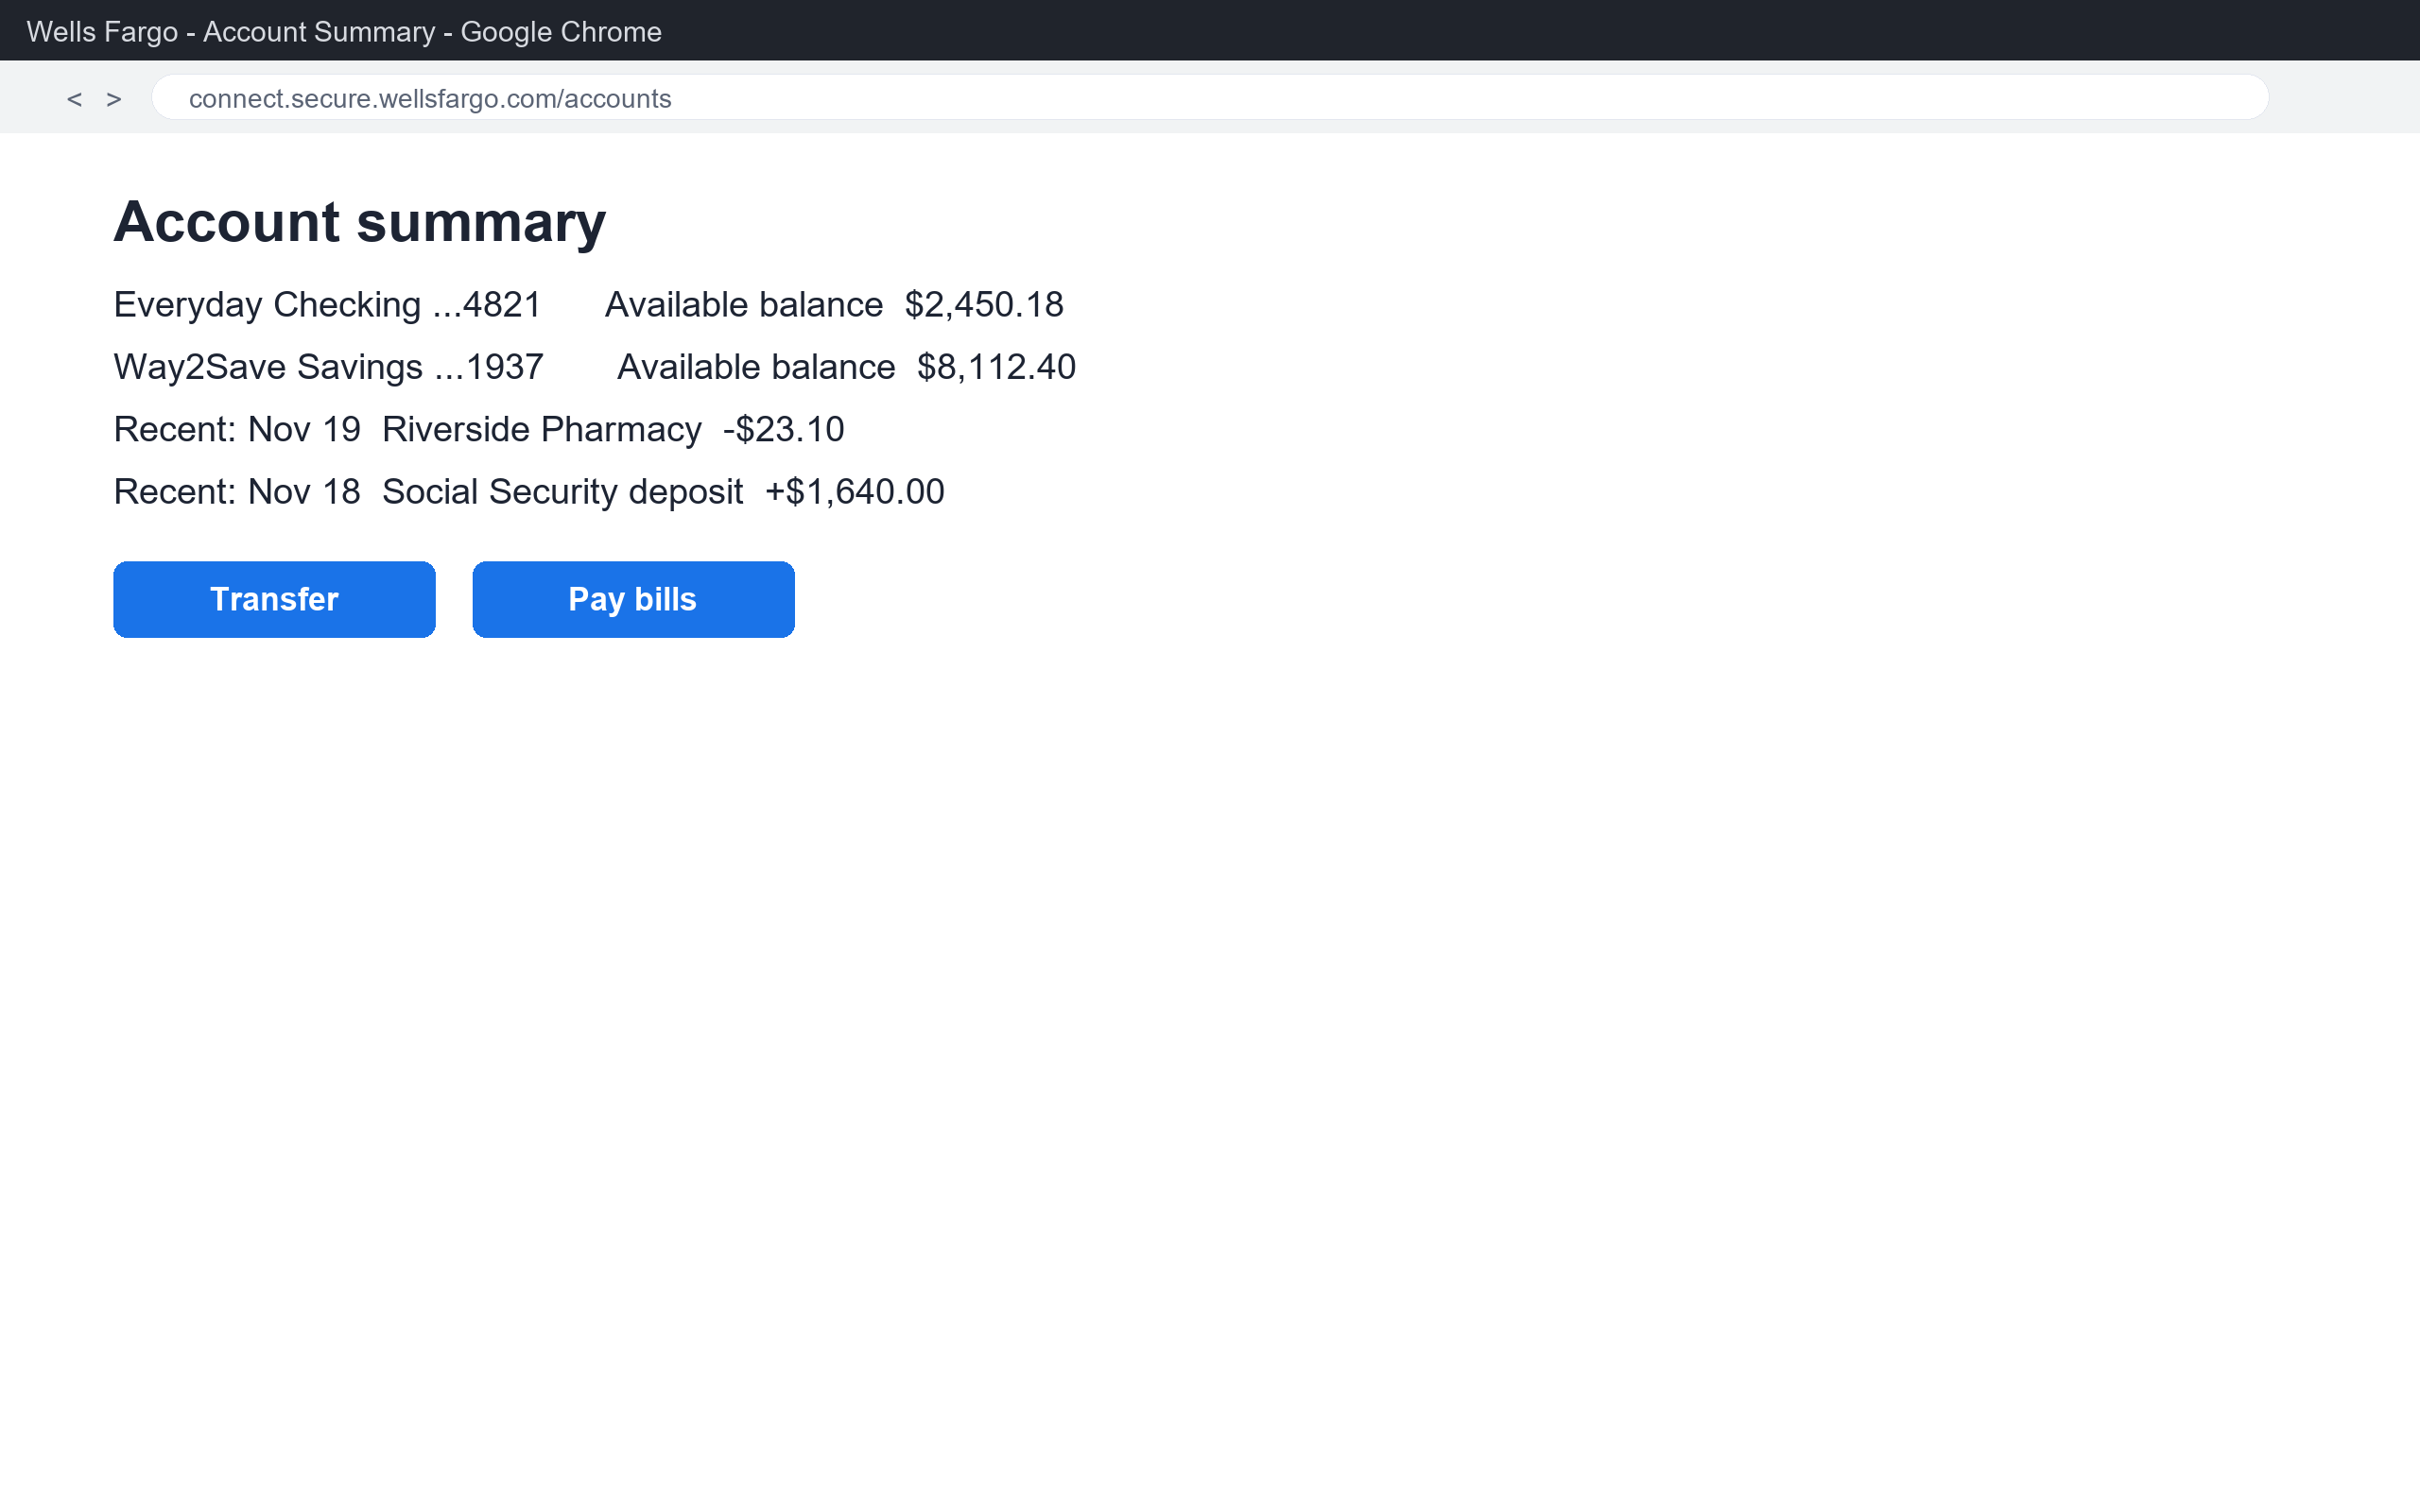 Wells Fargo - Account Summary - Google Chrome
< > connect.secure.wellsfargo.com/accounts
Account summary
Everyday Checking ...4821 Available balance $2,450.18
Way2Save Savings ...1937 Available balance $8,112.40
Recent: Nov 19 Riverside Pharmacy -$23.10
Recent: Nov 18 Social Security deposit +$1,640.00
Transfer Pay bills